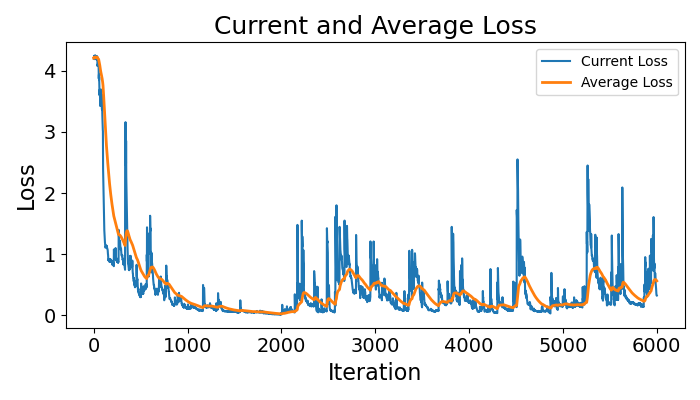 Current and Average Loss
Current Loss
Average Loss
Loss
4
3
2
1
0
0 1000 2000 3000 4000 5000 6000
Iteration